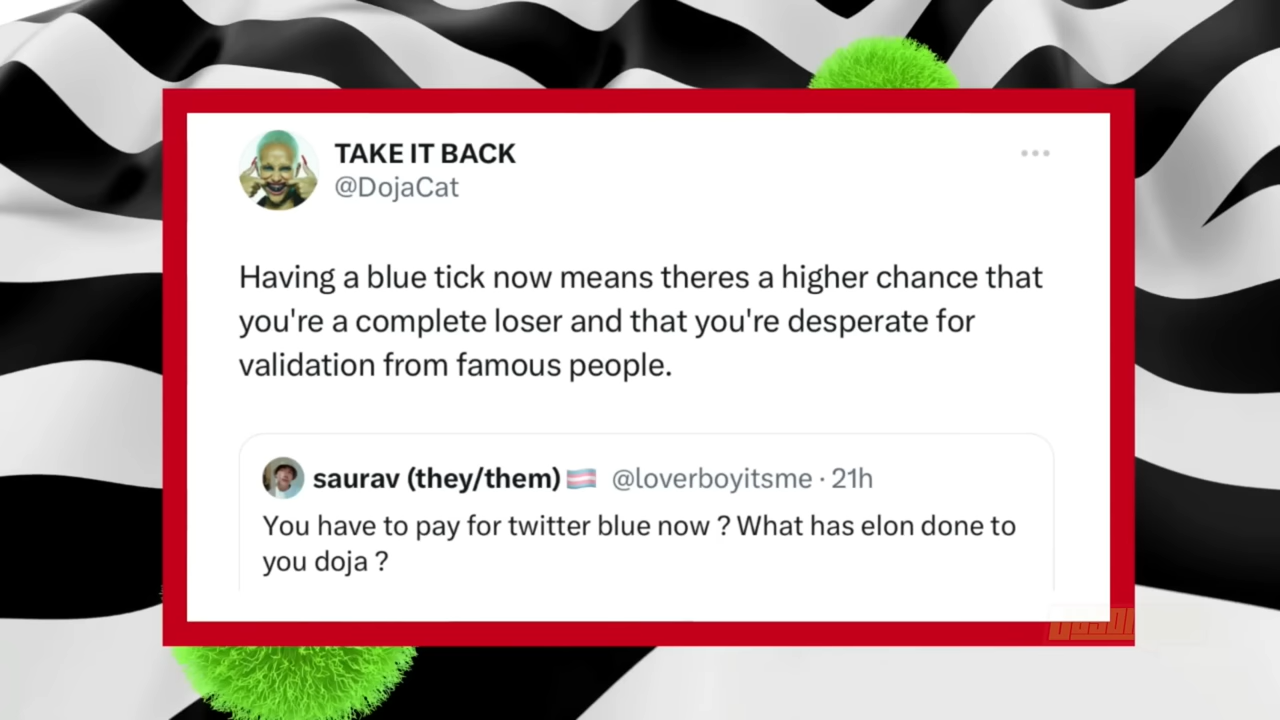 TAKE IT BACK
@DojaCat
Having a blue tick now means theres a higher chance that
you're a complete loser and that you're desperate for
validation from famous people.
saurav (they/them) @loverboyitsme · 21h
You have to pay for twitter blue now ? What has elon done to
you doja ?